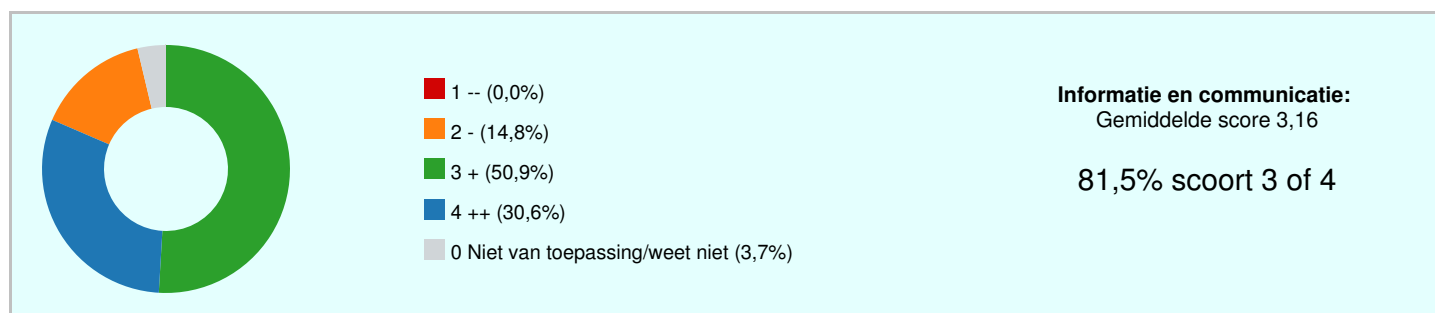 1 -- (0,0%)
2 - (14,8%)
3 + (50,9%)
4 ++ (30,6%)
0 Niet van toepassing/weet niet (3,7%)
Informatie en communicatie:
Gemiddelde score 3,16
81,5% scoort 3 of 4